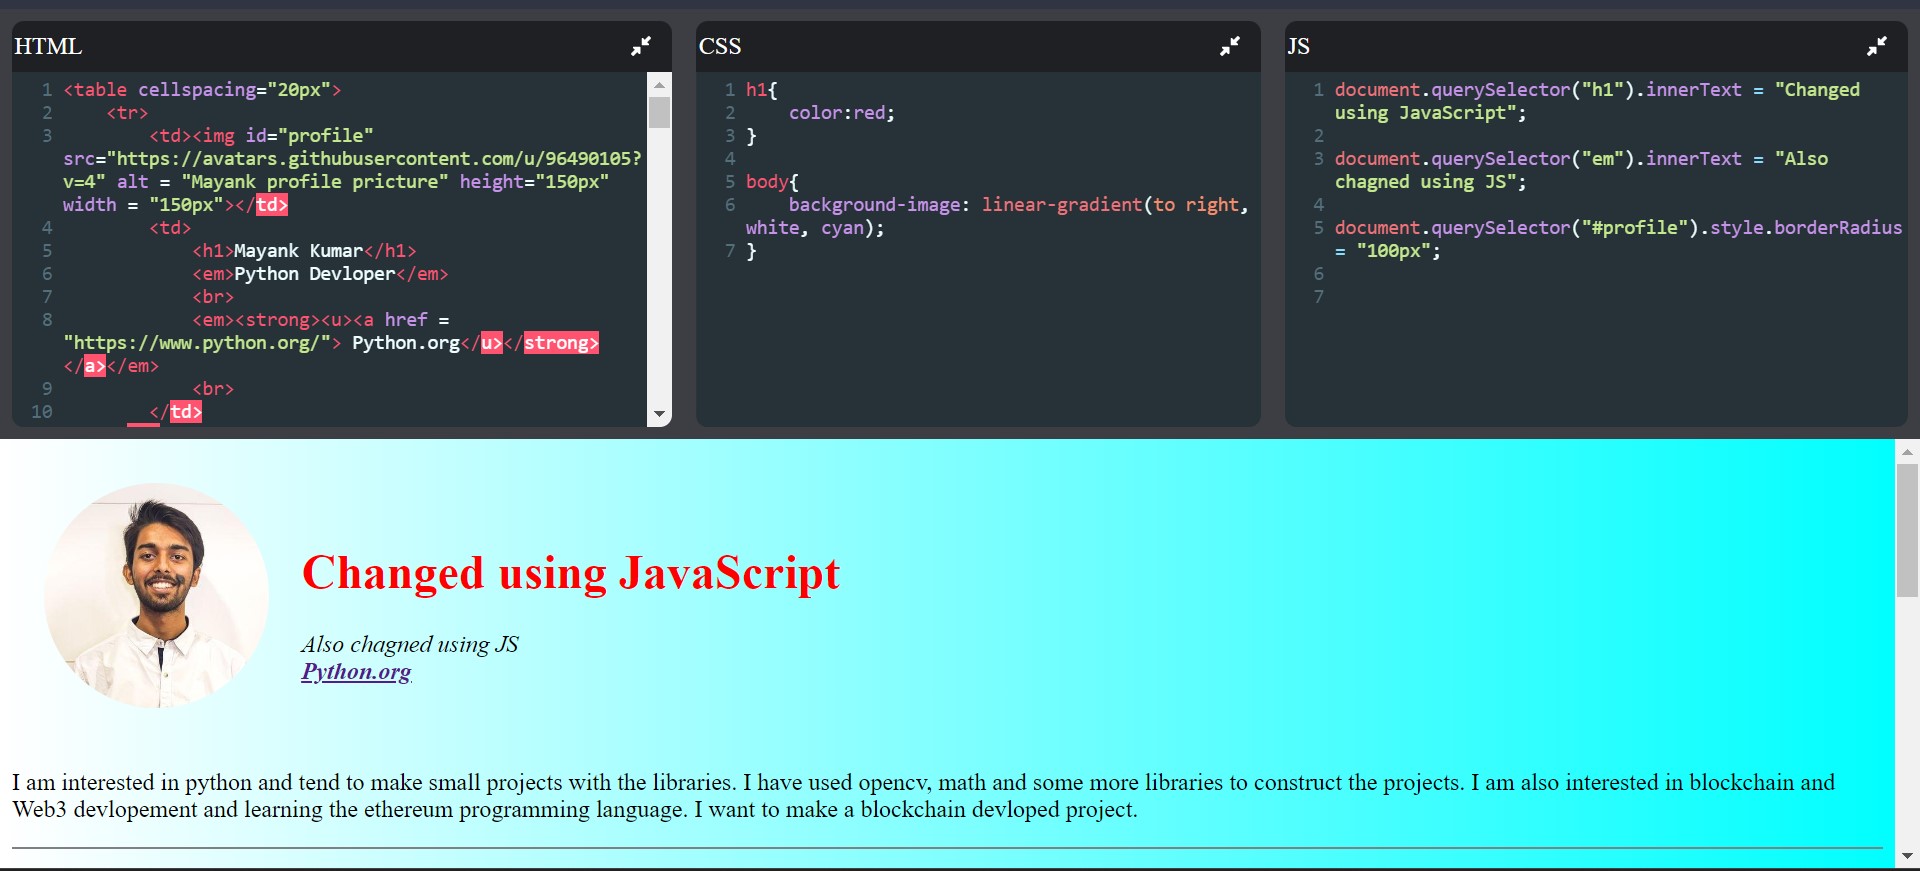 HTML
1 <table cellspacing="20px">
2     <tr>
3         <td><img id="profile"
src="https://avatars.githubusercontent.com/u/96490105?
v=4" alt = "Mayank profile pricture" height="150px"
width = "150px"></td>
4         <td>
5             <h1>Mayank Kumar</h1>
6             <em>Python Devloper</em>
7             <br>
8             <em><strong><u><a href =
"https://www.python.org/"> Python.org</u></strong>
</a></em>
9             <br>
10         </td>
CSS
1 h1{
2     color:red;
3 }
4
5 body{
6     background-image: linear-gradient(to right,
white, cyan);
7 }
JS
1 document.querySelector("h1").innerText = "Changed
using JavaScript";
2
3 document.querySelector("em").innerText = "Also
chagned using JS";
4
5 document.querySelector("#profile").style.borderRadius
= "100px";
6
7
Changed using JavaScript
Also chagned using JS
Python.org
I am interested in python and tend to make small projects with the libraries. I have used opencv, math and some more libraries to construct the projects. I am also interested in blockchain and
Web3 devlopement and learning the ethereum programming language. I want to make a blockchain devloped project.